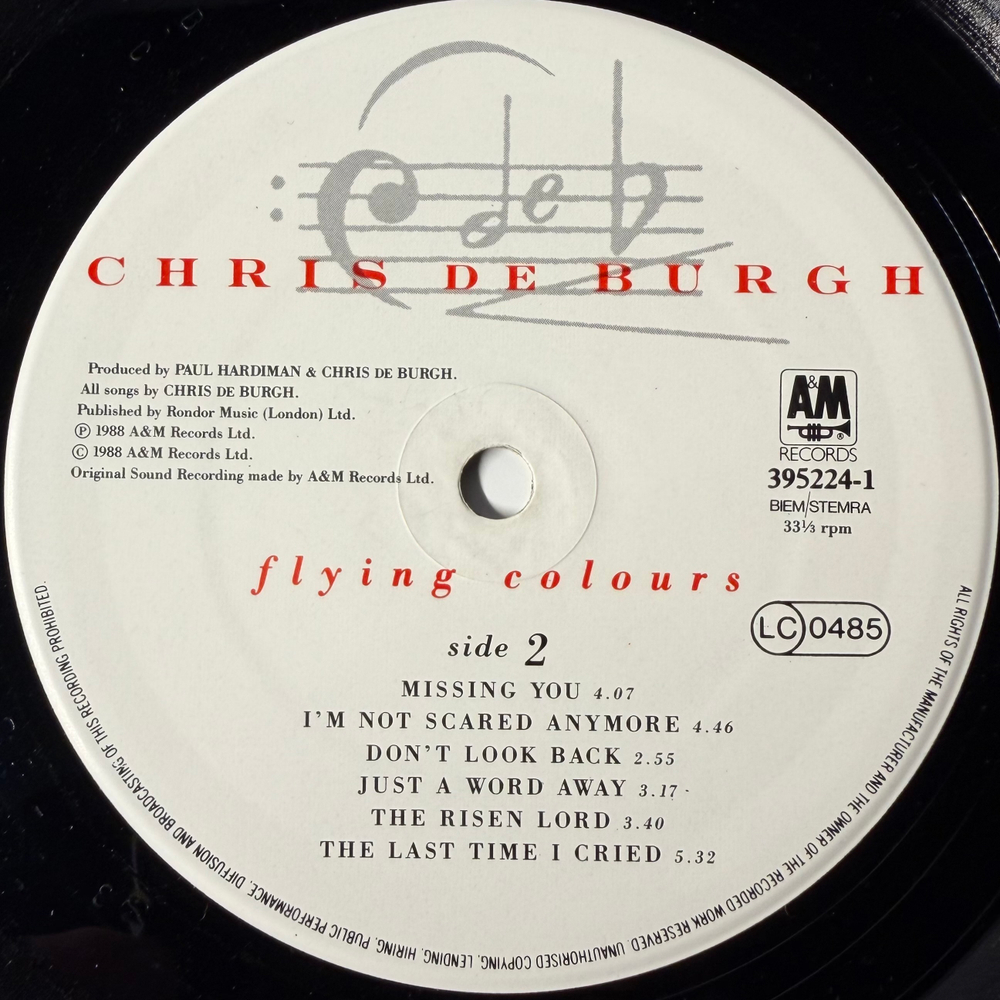 Cdeb
CHRIS DE BURGH
Produced by PAUL HARDIMAN & CHRIS DE BURGH.
All songs by CHRIS DE BURGH.
Published by Rondor Music (London) Ltd.
Ⓟ 1988 A&M Records Ltd.
© 1988 A&M Records Ltd.
Original Sound Recording made by A&M Records Ltd.
A&M
®
RECORDS
395224-1
BIEM/STEMRA
33⅓ rpm
flying colours
LC 0485
side 2
MISSING YOU 4.07
I'M NOT SCARED ANYMORE 4.46
DON'T LOOK BACK 2.55
JUST A WORD AWAY 3.17
THE RISEN LORD 3.40
THE LAST TIME I CRIED 5.32
ALL RIGHTS OF THE MANUFACTURER AND THE OWNER OF THE RECORDED WORK RESERVED. UNAUTHORISED COPYING, LENDING, HIRING, PUBLIC PERFORMANCE, DIFFUSION AND BROADCASTING OF THIS RECORDING PROHIBITED.